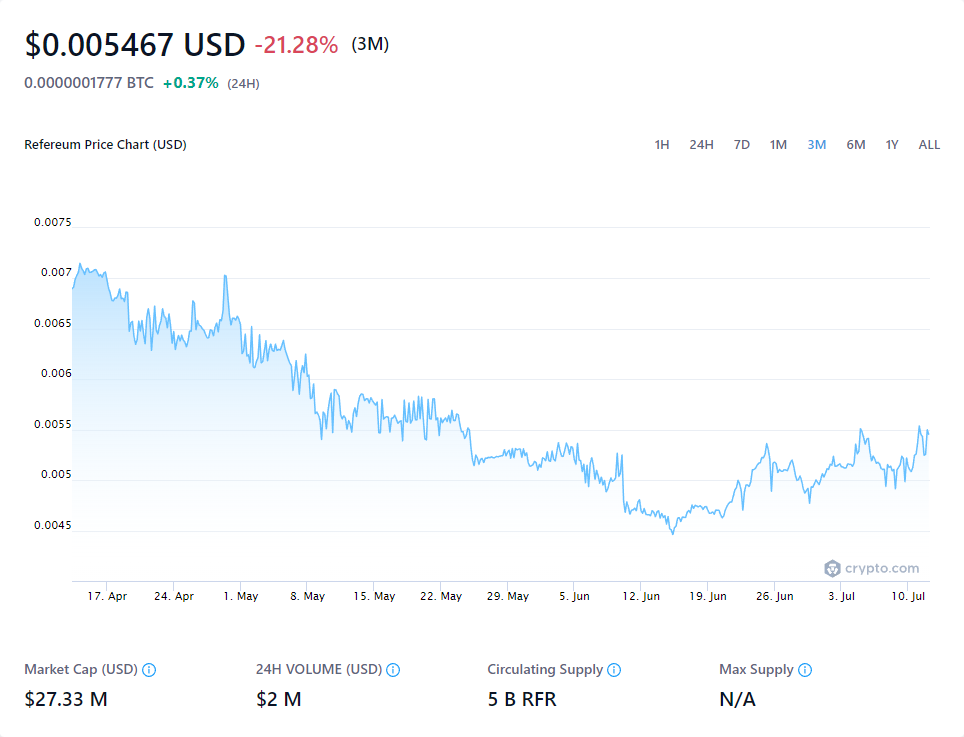 $0.005467 USD -21.28% (3M)
0.0000001777 BTC +0.37% (24H)
Refereum Price Chart (USD) 1H 24H 7D 1M 3M 6M 1Y ALL
0.0075
0.007
0.0065
0.006
0.0055
0.005
0.0045
crypto.com
17. Apr 24. Apr 1. May 8. May 15. May 22. May 29. May 5. Jun 12. Jun 19. Jun 26. Jun 3. Jul 10. Jul
Market Cap (USD) 24H VOLUME (USD) Circulating Supply Max Supply
$27.33 M $2 M 5 B RFR N/A